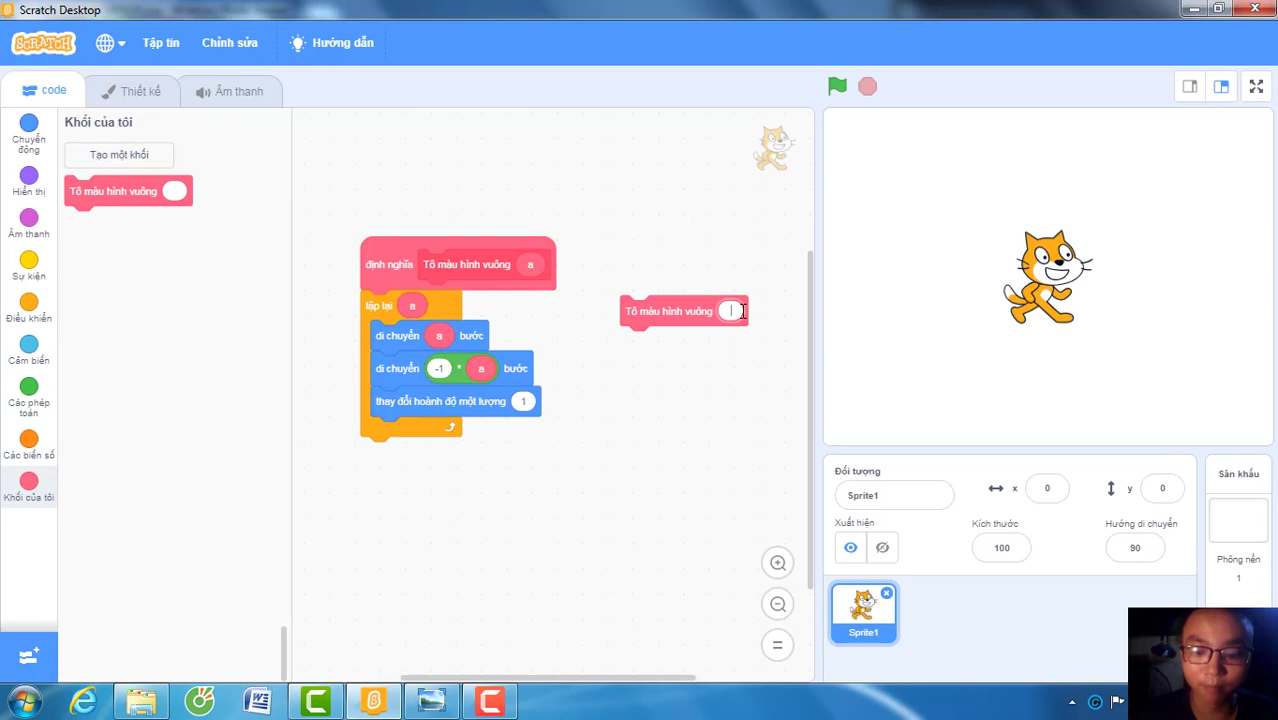 Scratch Desktop
SCRATCH
Tập tin
Chỉnh sửa
Hướng dẫn
code
Thiết kế
Âm thanh
Khối của tôi
Tạo một khối
Tô màu hình vuông
Chuyển động
Hiển thị
Âm thanh
Sự kiện
Điều khiển
Cảm biến
Các phép toán
Các biến số
Khối của tôi
định nghĩa Tô màu hình vuông a
lặp lại a
di chuyển a bước
di chuyển -1 * a bước
thay đổi hoành độ một lượng 1
Tô màu hình vuông
Đối tượng
Sprite1
x 0
y 0
Xuất hiện
Kích thước
100
Hướng di chuyển
90
Sprite1
Sân khấu
Phông nền
1